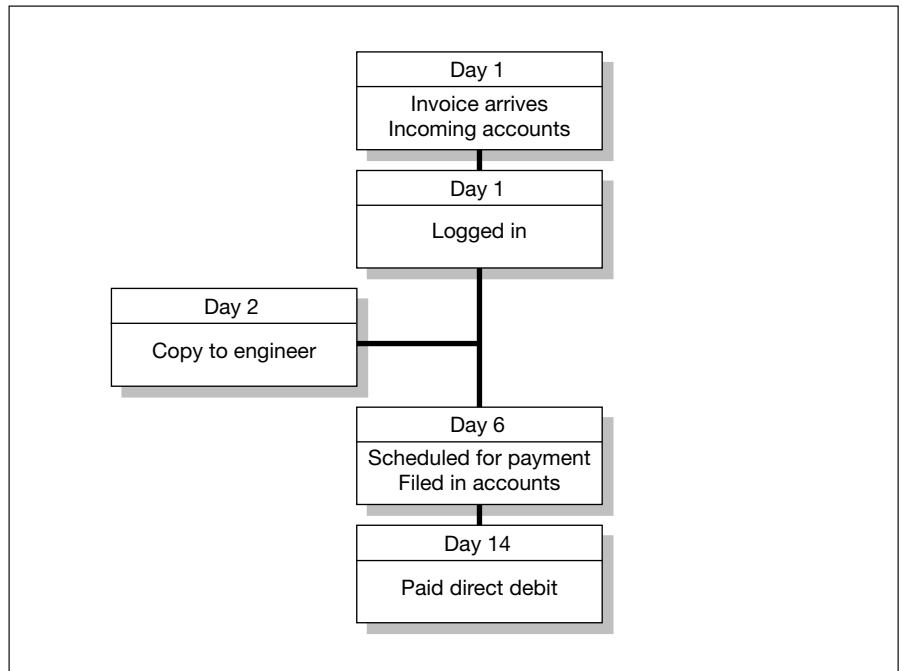 Day 1
Invoice arrives
Incoming accounts
Day 1
Logged in
Day 2
Copy to engineer
Day 6
Scheduled for payment
Filed in accounts
Day 14
Paid direct debit